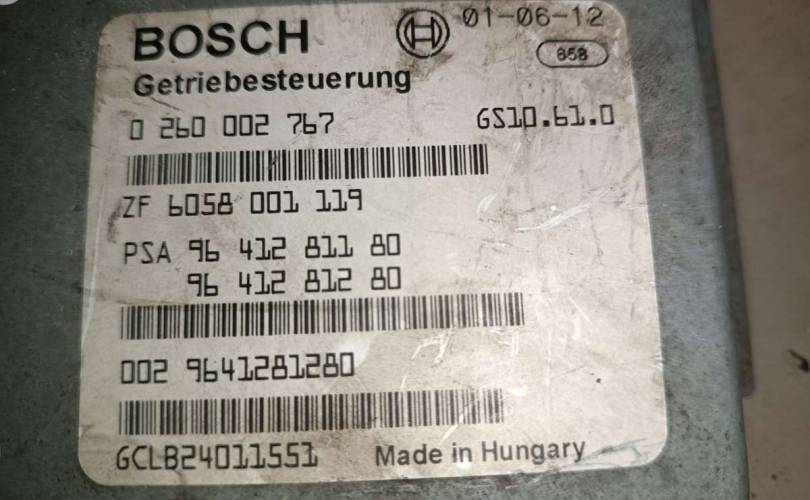 BOSCH 01-06-12
658
Getriebesteuerung
0 260 002 767 GS10.61.0
ZF 6058 001 119
PSA 96 412 811 80
96 412 812 80
002 9641281280
GCLB24011551 Made in Hungary